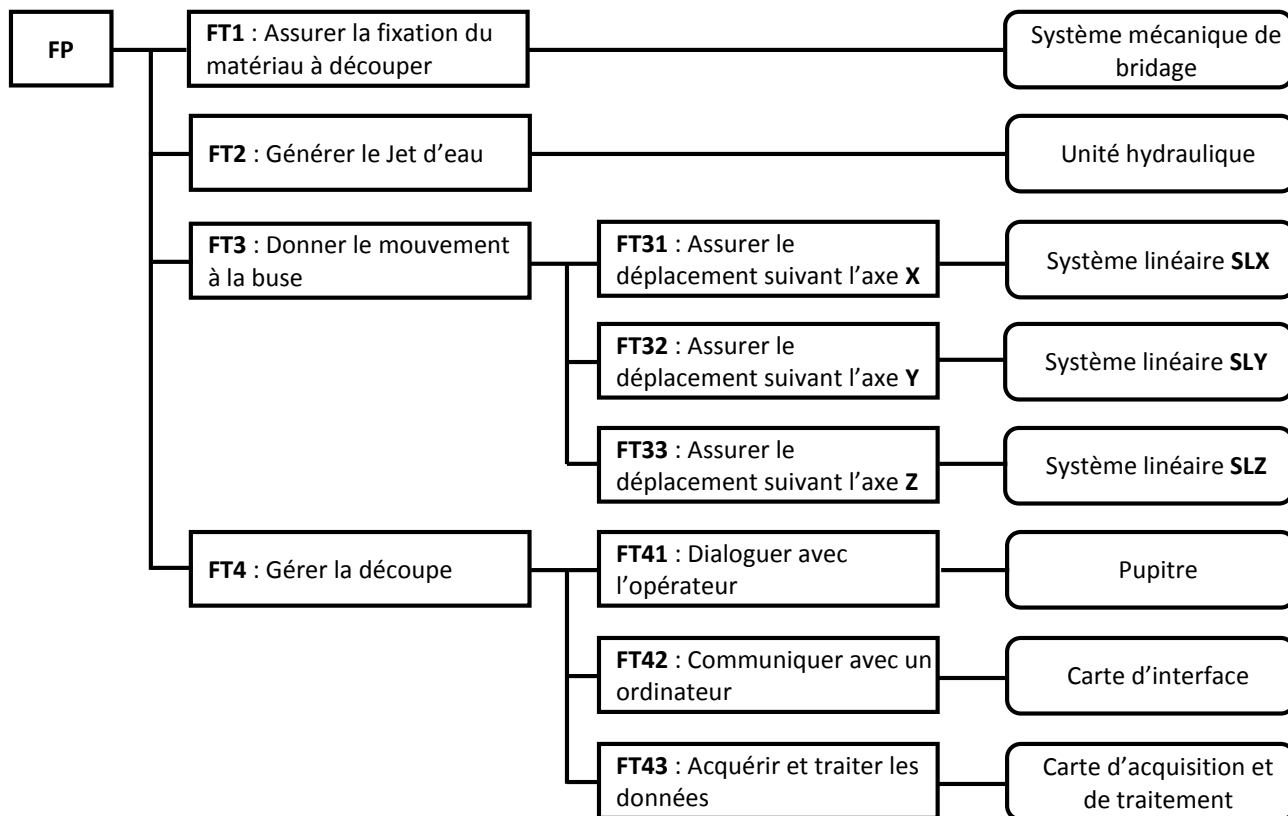 FP
FT1 : Assurer la fixation du
matériau à découper
Système mécanique de
bridage
FT2 : Générer le Jet d’eau
Unité hydraulique
FT3 : Donner le mouvement
à la buse
FT31 : Assurer le
déplacement suivant l’axe X
Système linéaire SLX
FT32 : Assurer le
déplacement suivant l’axe Y
Système linéaire SLY
FT33 : Assurer le
déplacement suivant l’axe Z
Système linéaire SLZ
FT4 : Gérer la découpe
FT41 : Dialoguer avec
l’opérateur
Pupitre
FT42 : Communiquer avec un
ordinateur
Carte d’interface
FT43 : Acquérir et traiter les
données
Carte d’acquisition et
de traitement